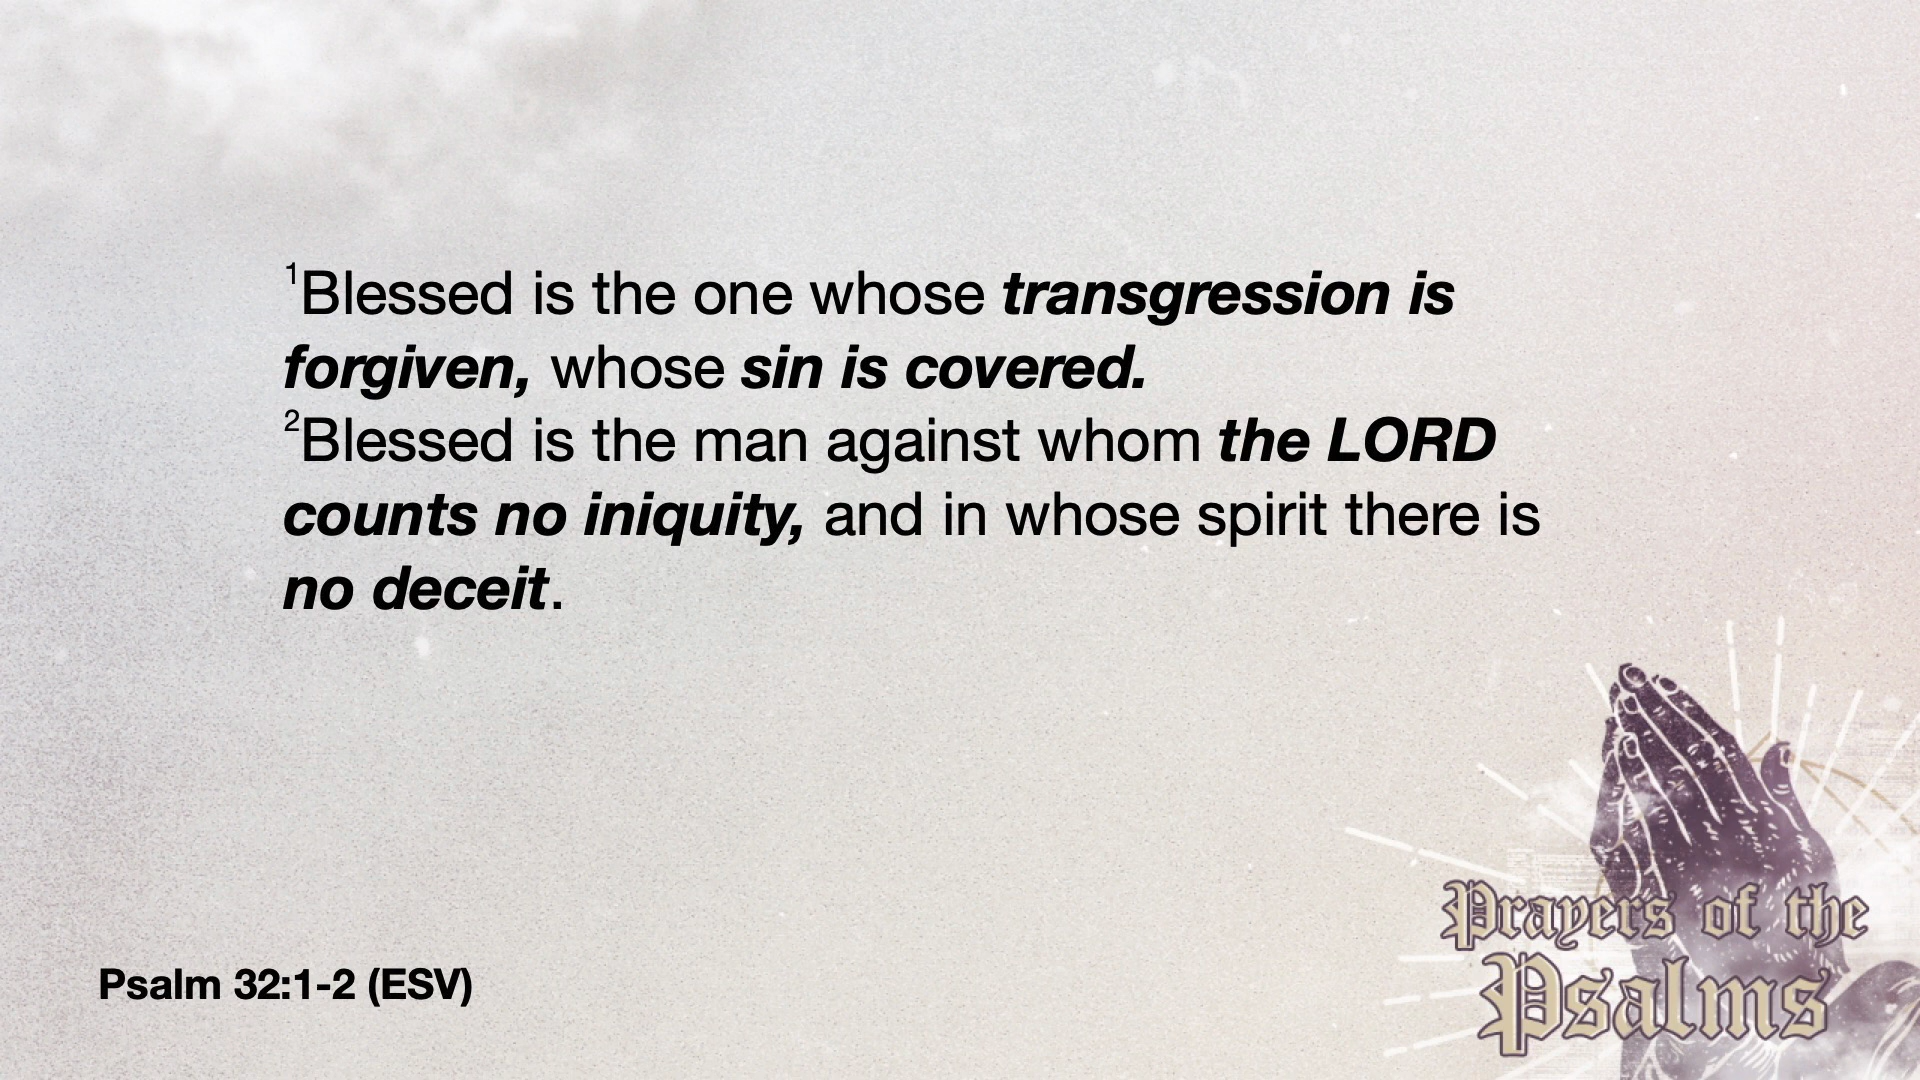 ¹Blessed is the one whose transgression is
forgiven, whose sin is covered.
²Blessed is the man against whom the LORD
counts no iniquity, and in whose spirit there is
no deceit.
Psalm 32:1-2 (ESV)
Prayers of the
Psalms